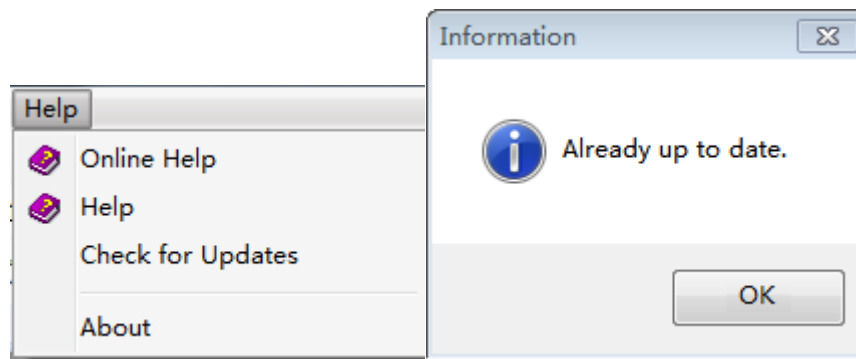 Help
Online Help
Help
Check for Updates
About
Information
Already up to date.
OK